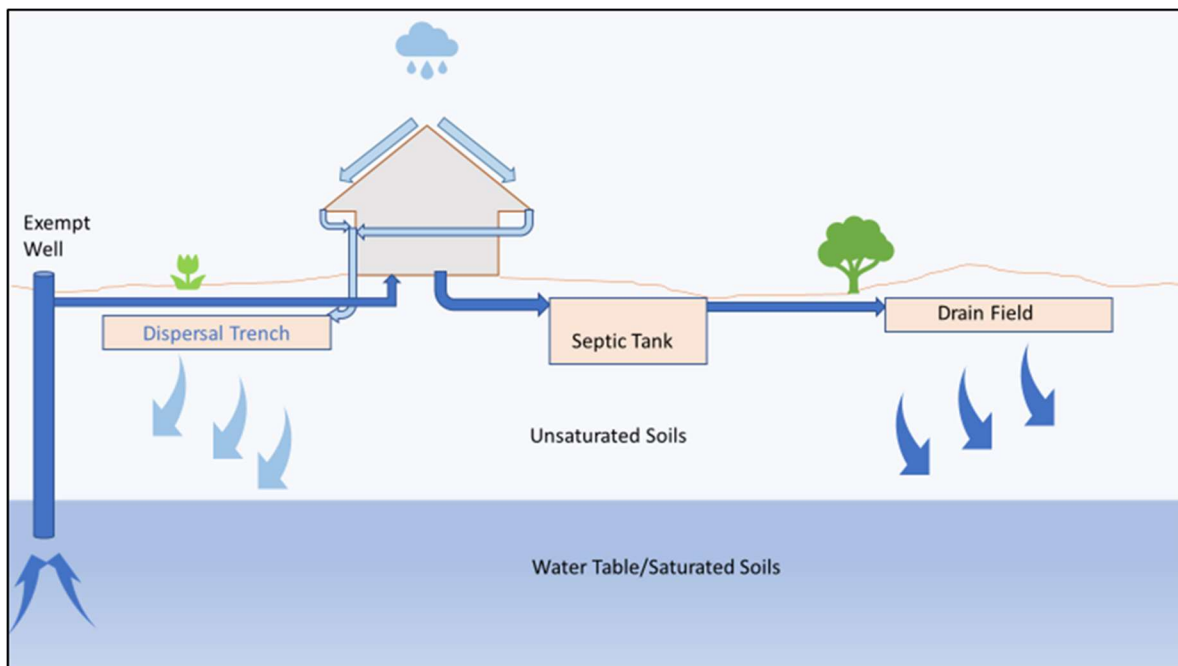 Exempt
Well
Dispersal Trench
Septic Tank
Drain Field
Unsaturated Soils
Water Table/Saturated Soils